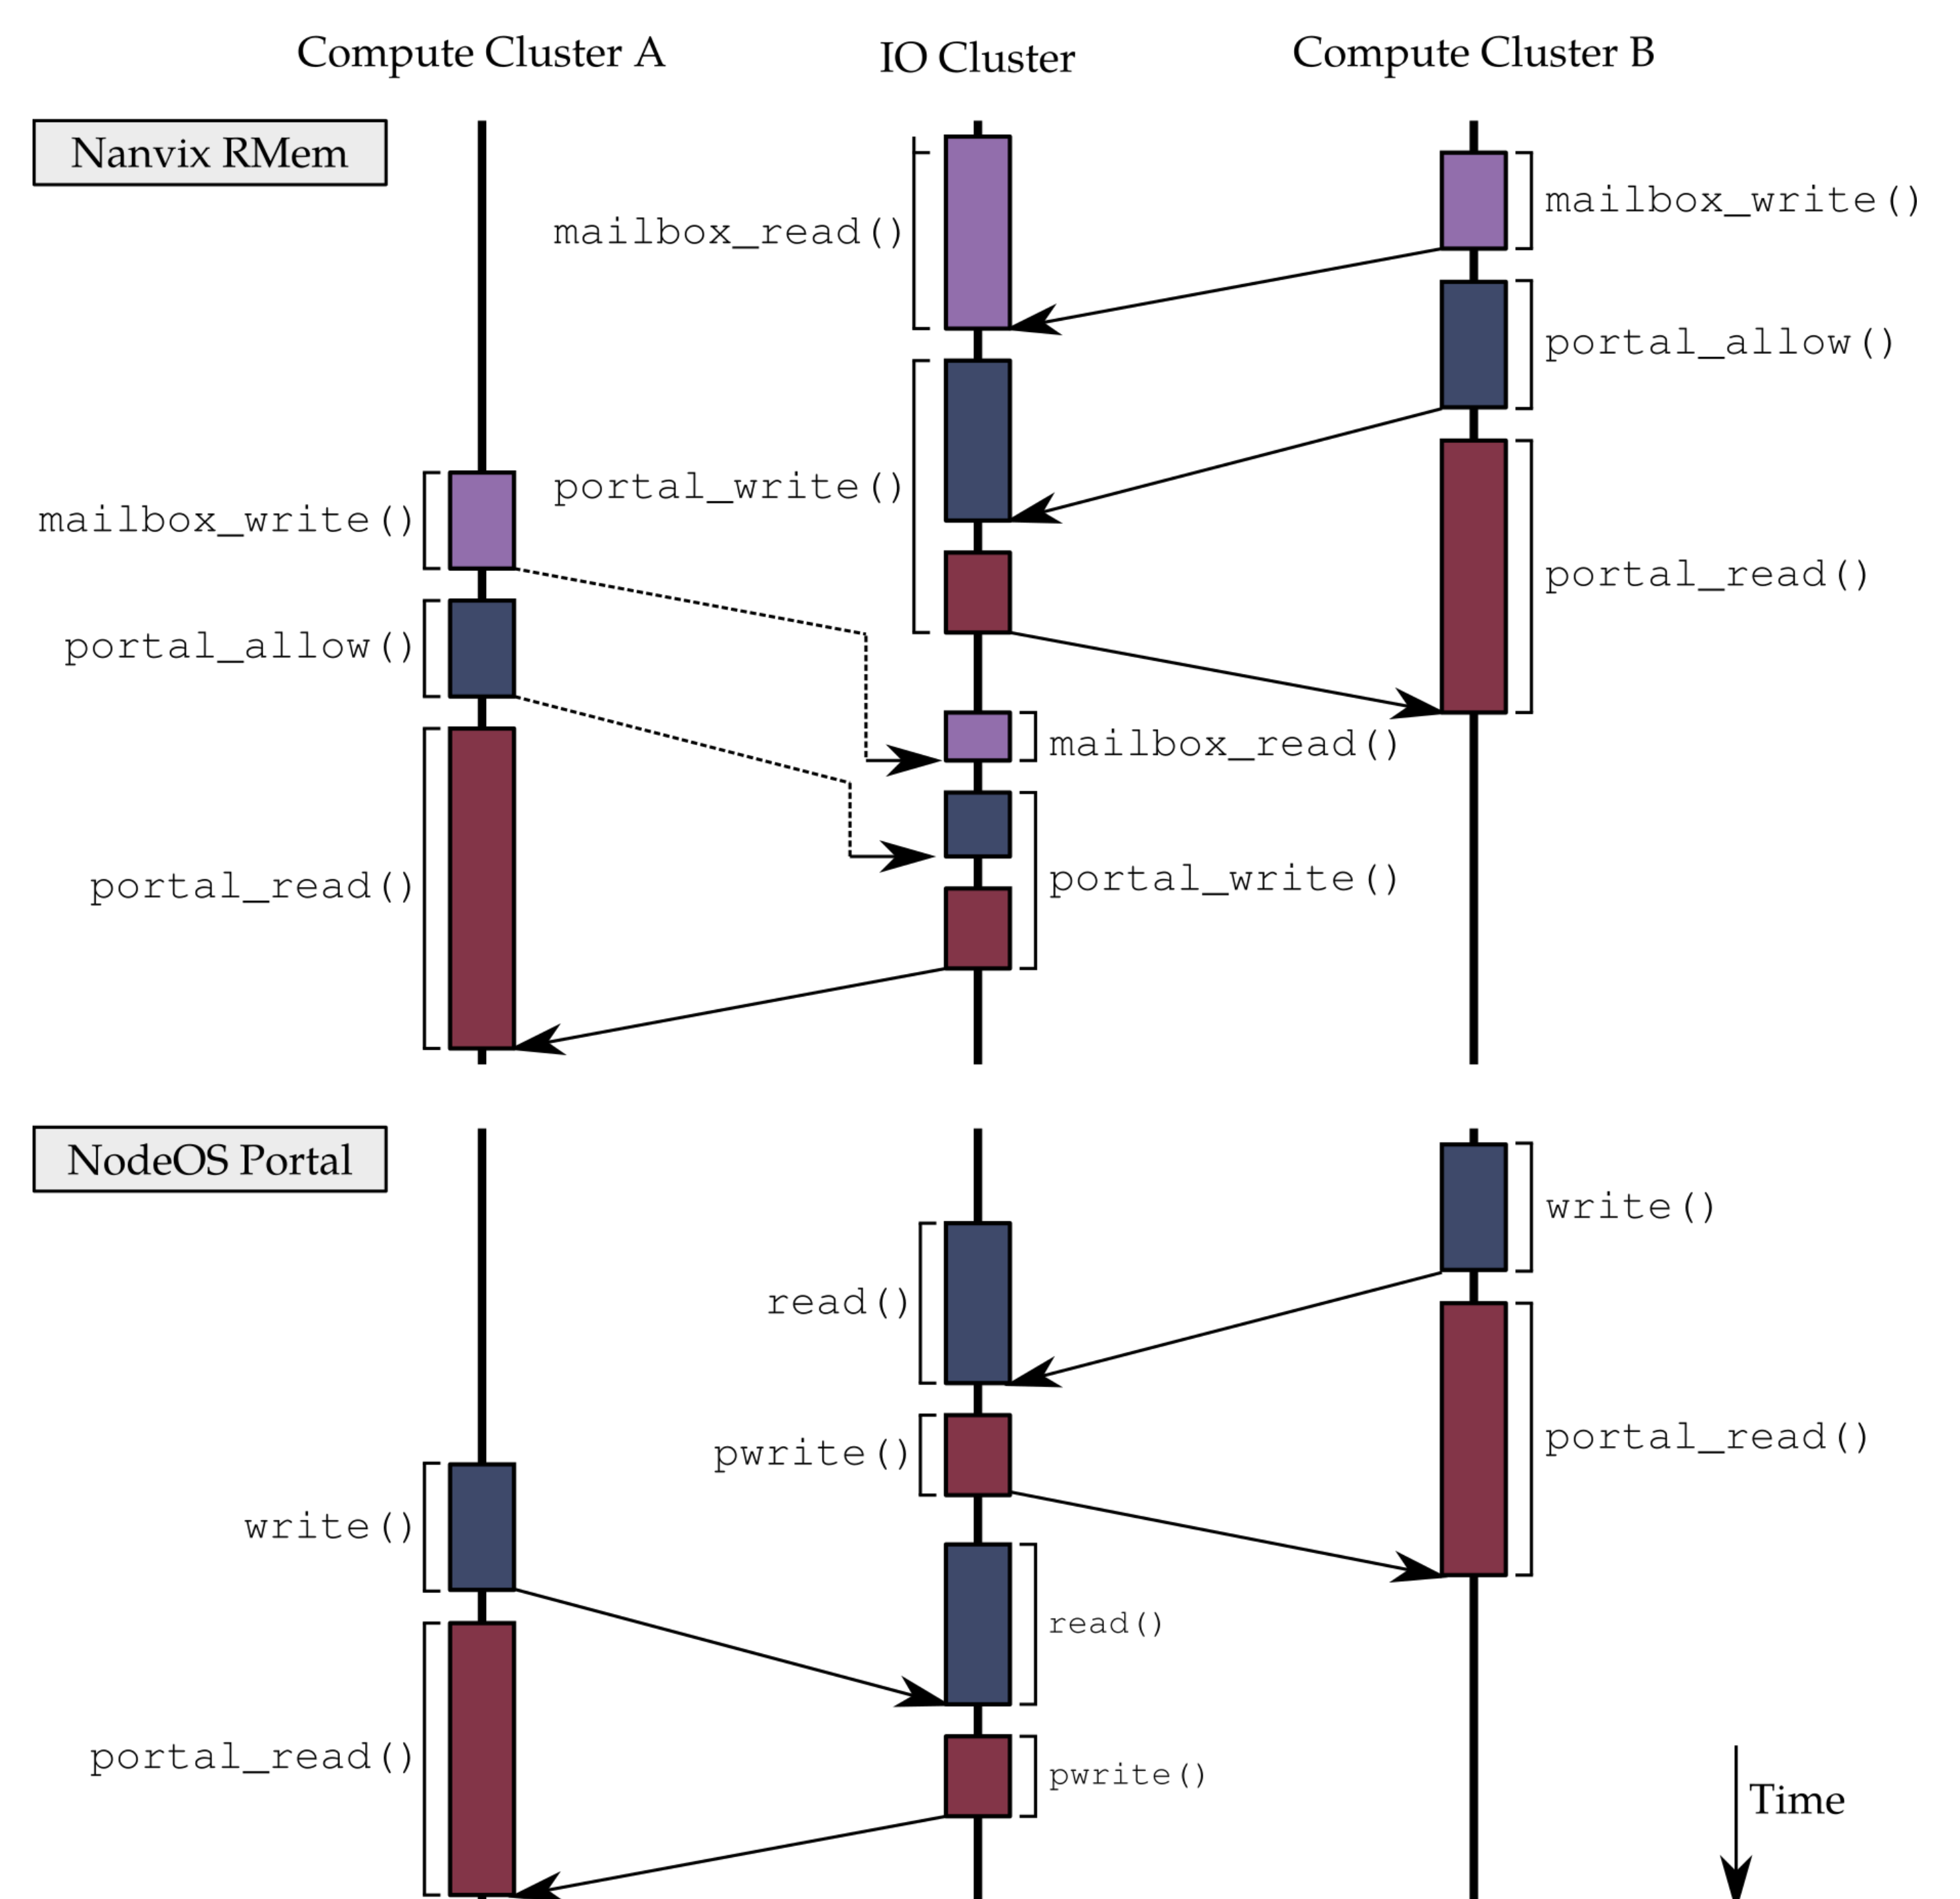 Compute Cluster A
IO Cluster
Compute Cluster B
Nanvix RMem
mailbox_write()
mailbox_read()
portal_allow()
portal_write()
mailbox_write()
portal_read()
portal_allow()
mailbox_read()
portal_write()
portal_read()
NodeOS Portal
write()
read()
portal_read()
pwrite()
write()
read()
portal_read()
pwrite()
Time